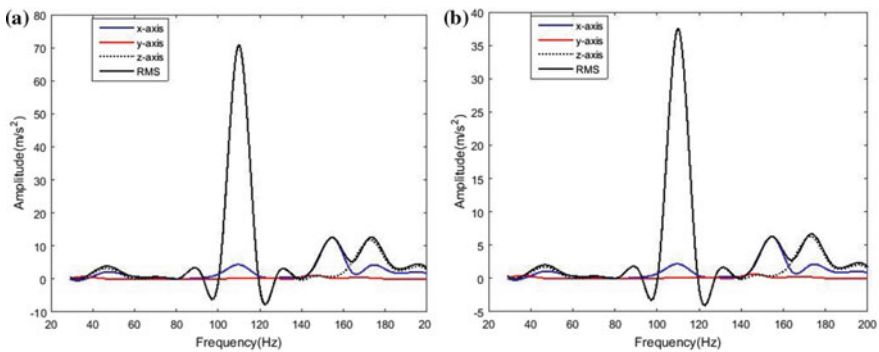 (a)
80
70
60
50
40
30
20
10
0
-10
20 40 60 80 100 120 140 160 180 200
Amplitude(m/s²)
Frequency(Hz)
x-axis
y-axis
z-axis
RMS
(b)
40
35
30
25
20
15
10
5
0
-5
20 40 60 80 100 120 140 160 180 200
Amplitude(m/s²)
Frequency(Hz)
x-axis
y-axis
z-axis
RMS